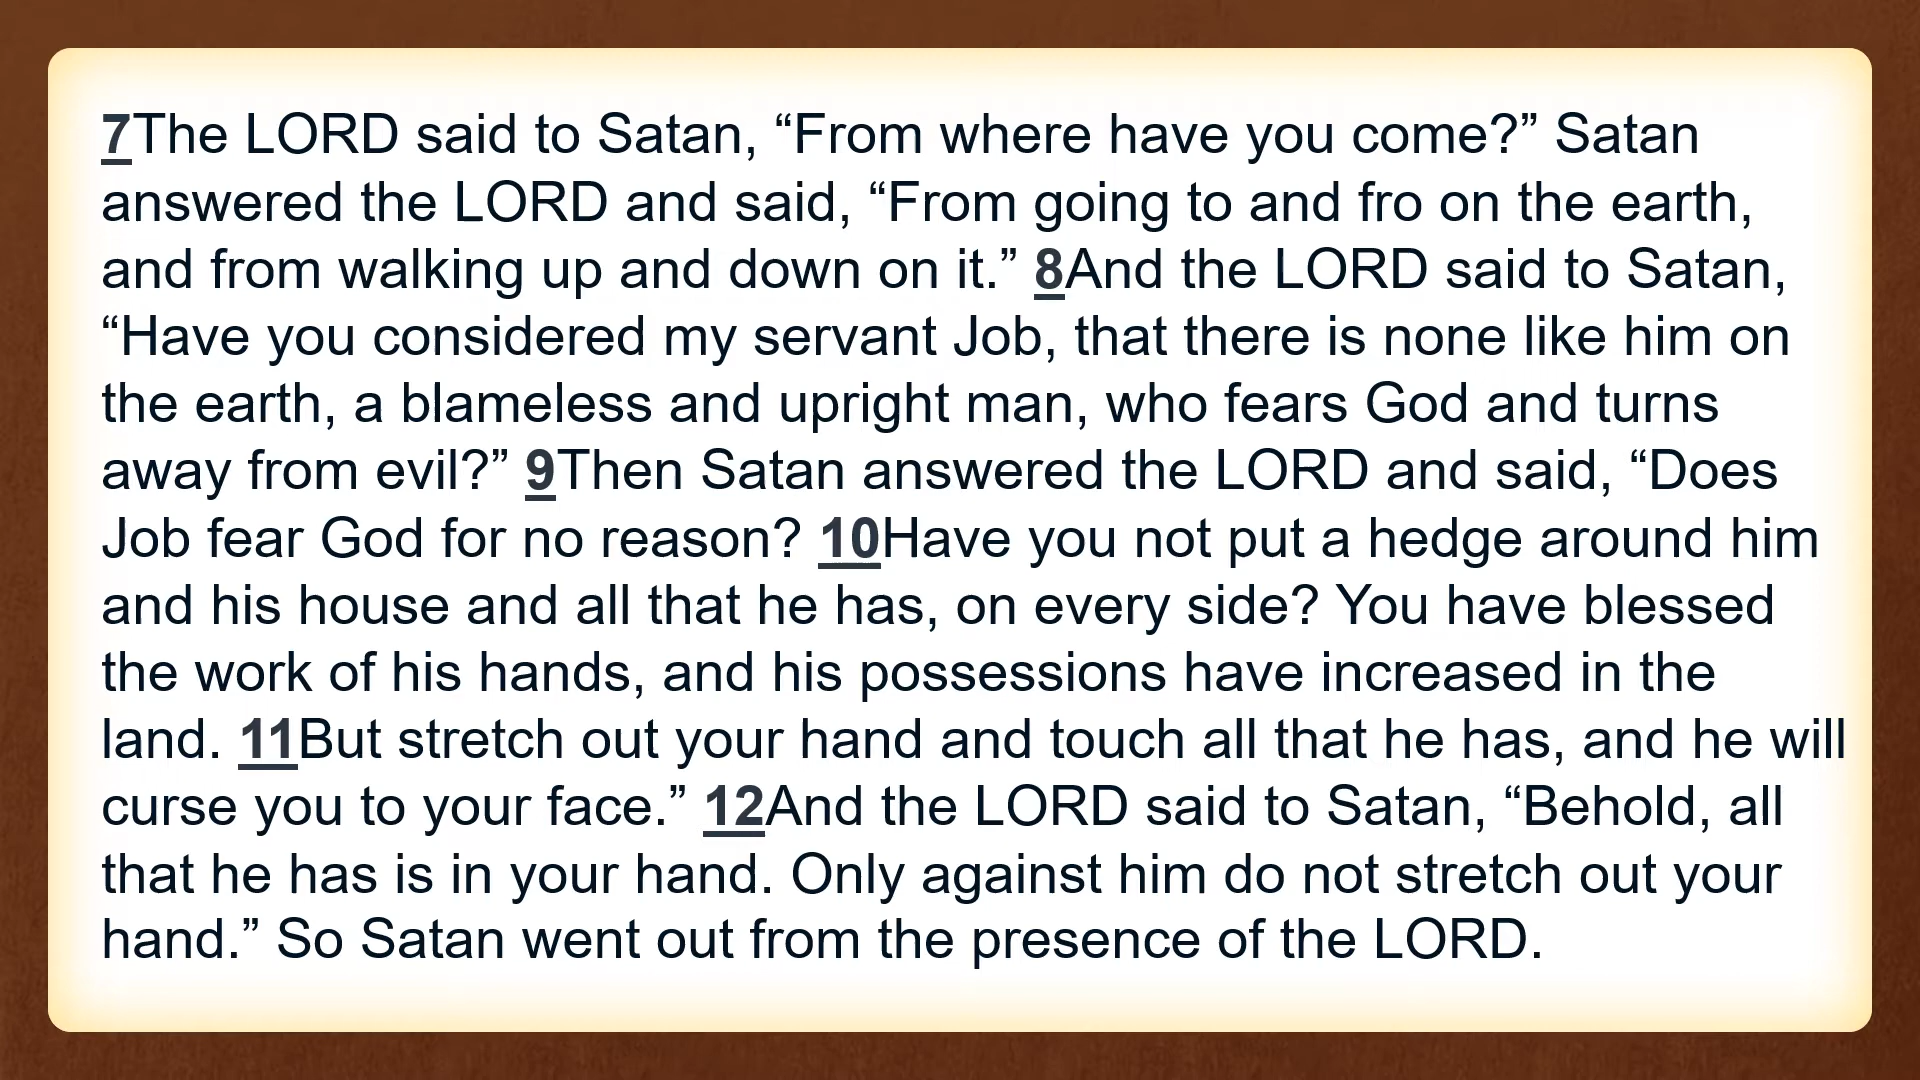 7The LORD said to Satan, “From where have you come?” Satan
answered the LORD and said, “From going to and fro on the earth,
and from walking up and down on it.” 8And the LORD said to Satan,
“Have you considered my servant Job, that there is none like him on
the earth, a blameless and upright man, who fears God and turns
away from evil?” 9Then Satan answered the LORD and said, “Does
Job fear God for no reason? 10Have you not put a hedge around him
and his house and all that he has, on every side? You have blessed
the work of his hands, and his possessions have increased in the
land. 11But stretch out your hand and touch all that he has, and he will
curse you to your face.” 12And the LORD said to Satan, “Behold, all
that he has is in your hand. Only against him do not stretch out your
hand.” So Satan went out from the presence of the LORD.